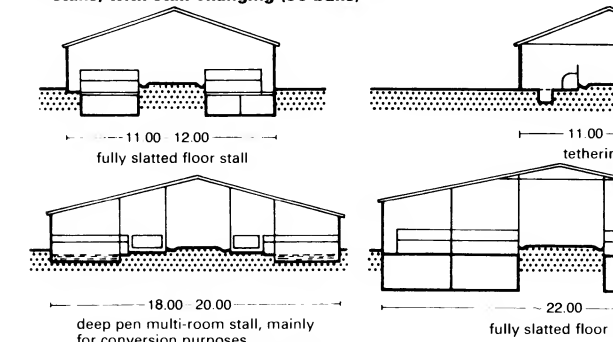 11.00 12.00
fully slatted floor stall
11.00
18.00 20.00
deep pen multi-room stall, mainly
for conversion purposes
22.00
fully slatted floor